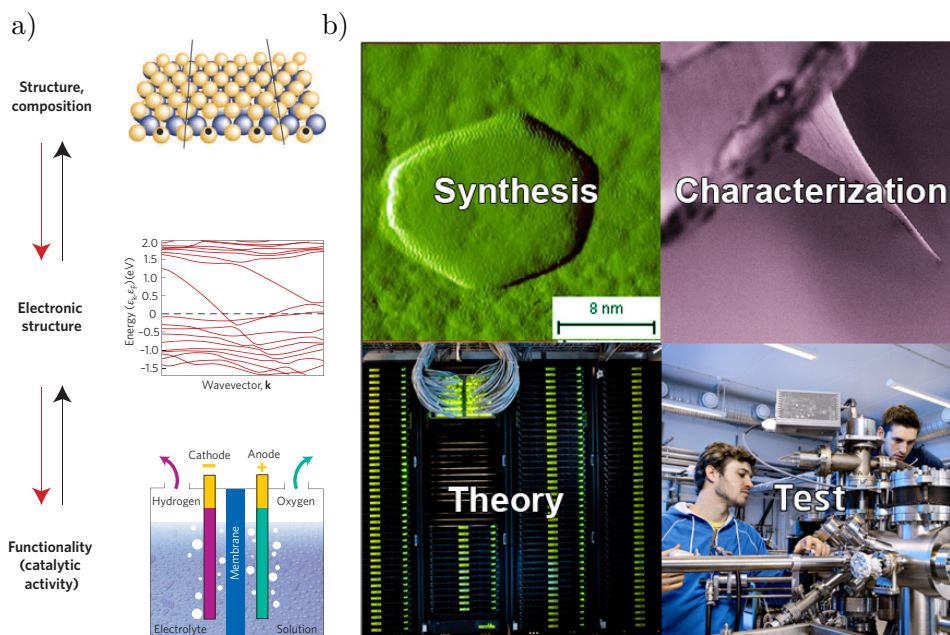 a)
Structure,
composition
Electronic
structure
Functionality
(catalytic
activity)
Energy (εk-εF)(eV)
2.0
1.5
1.0
0.5
0
–0.5
–1.0
–1.5
Wavevector, k
Cathode
Anode
–
+
Hydrogen
Oxygen
Membrane
Electrolyte
Solution
b)
Synthesis
8 nm
Characterization
Theory
Test